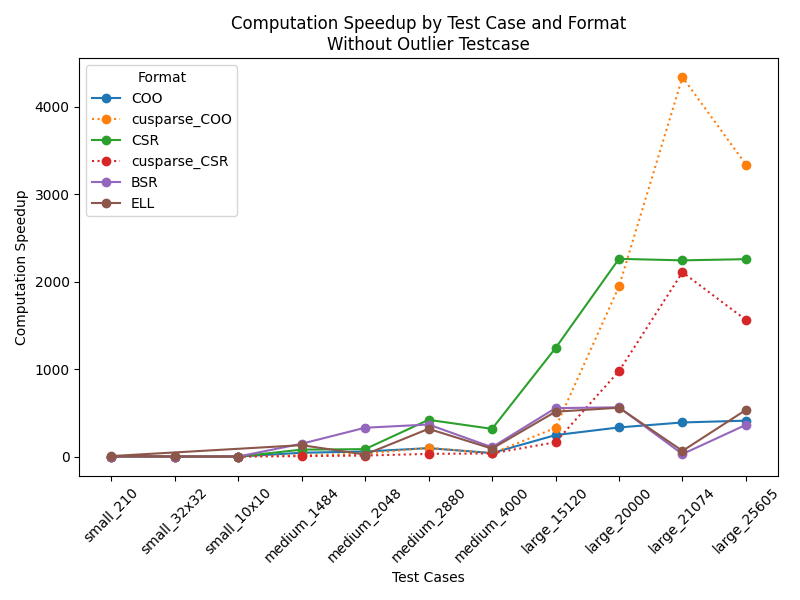 Computation Speedup by Test Case and Format
Without Outlier Testcase
Format
COO
cusparse_COO
CSR
cusparse_CSR
BSR
ELL
Computation Speedup
4000
3000
2000
1000
0
small_210
small_32x32
small_10x10
medium_1484
medium_2048
medium_2880
medium_4000
large_15120
large_20000
large_21074
large_25605
Test Cases